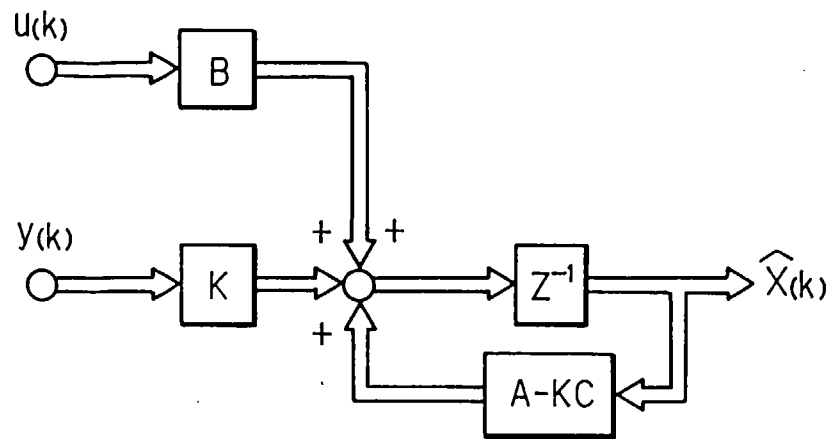 u(k)
B
y(k)
+ +
K
Z⁻¹
X̂(k)
+
A-KC